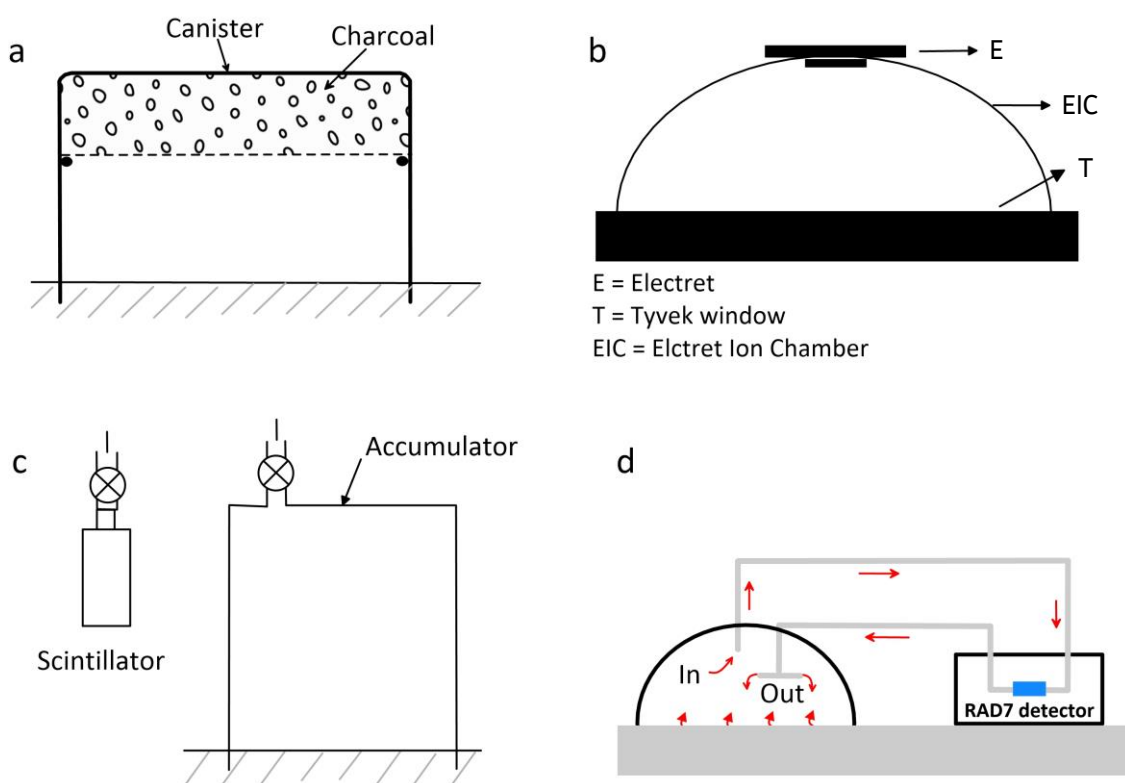 a
Canister
Charcoal
b
E
EIC
T
E = Electret
T = Tyvek window
EIC = Elctret Ion Chamber
c
Accumulator
Scintillator
d
In
Out
RAD7 detector